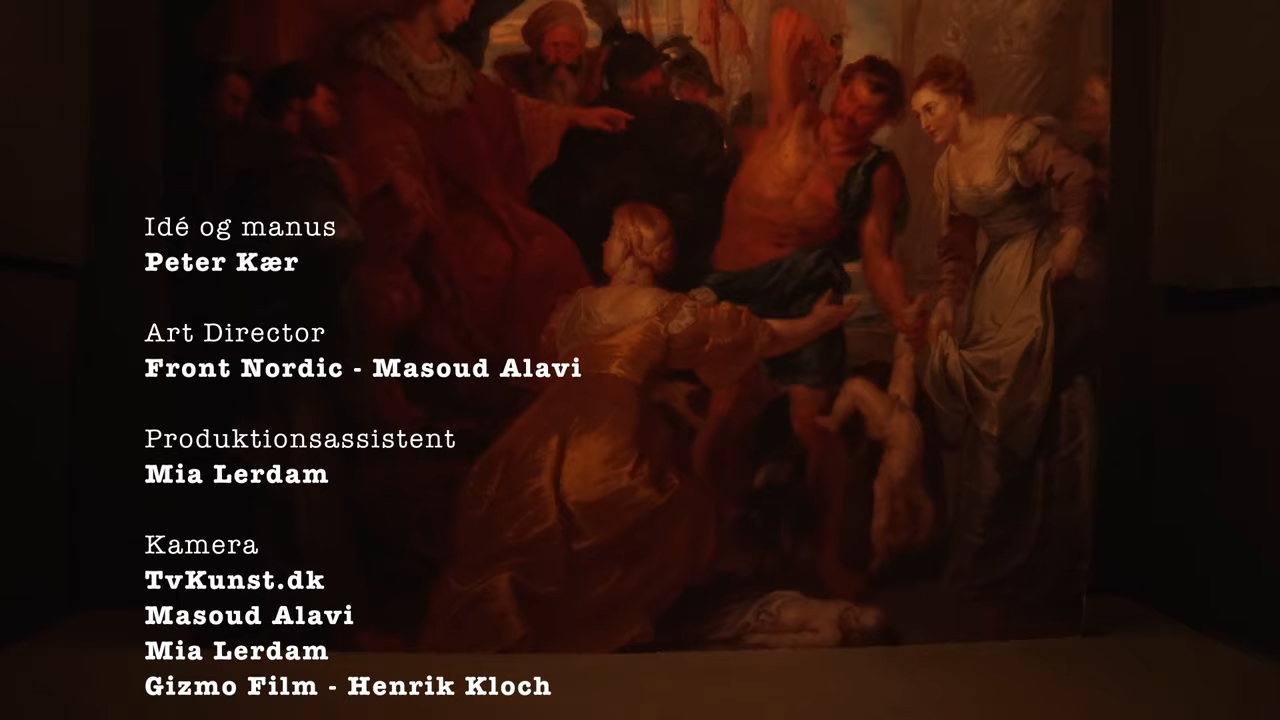 Idé og manus
Peter Kær
Art Director
Front Nordic - Masoud Alavi
Produktionsassistent
Mia Lerdam
Kamera
TvKunst.dk
Masoud Alavi
Mia Lerdam
Gizmo Film - Henrik Kloch